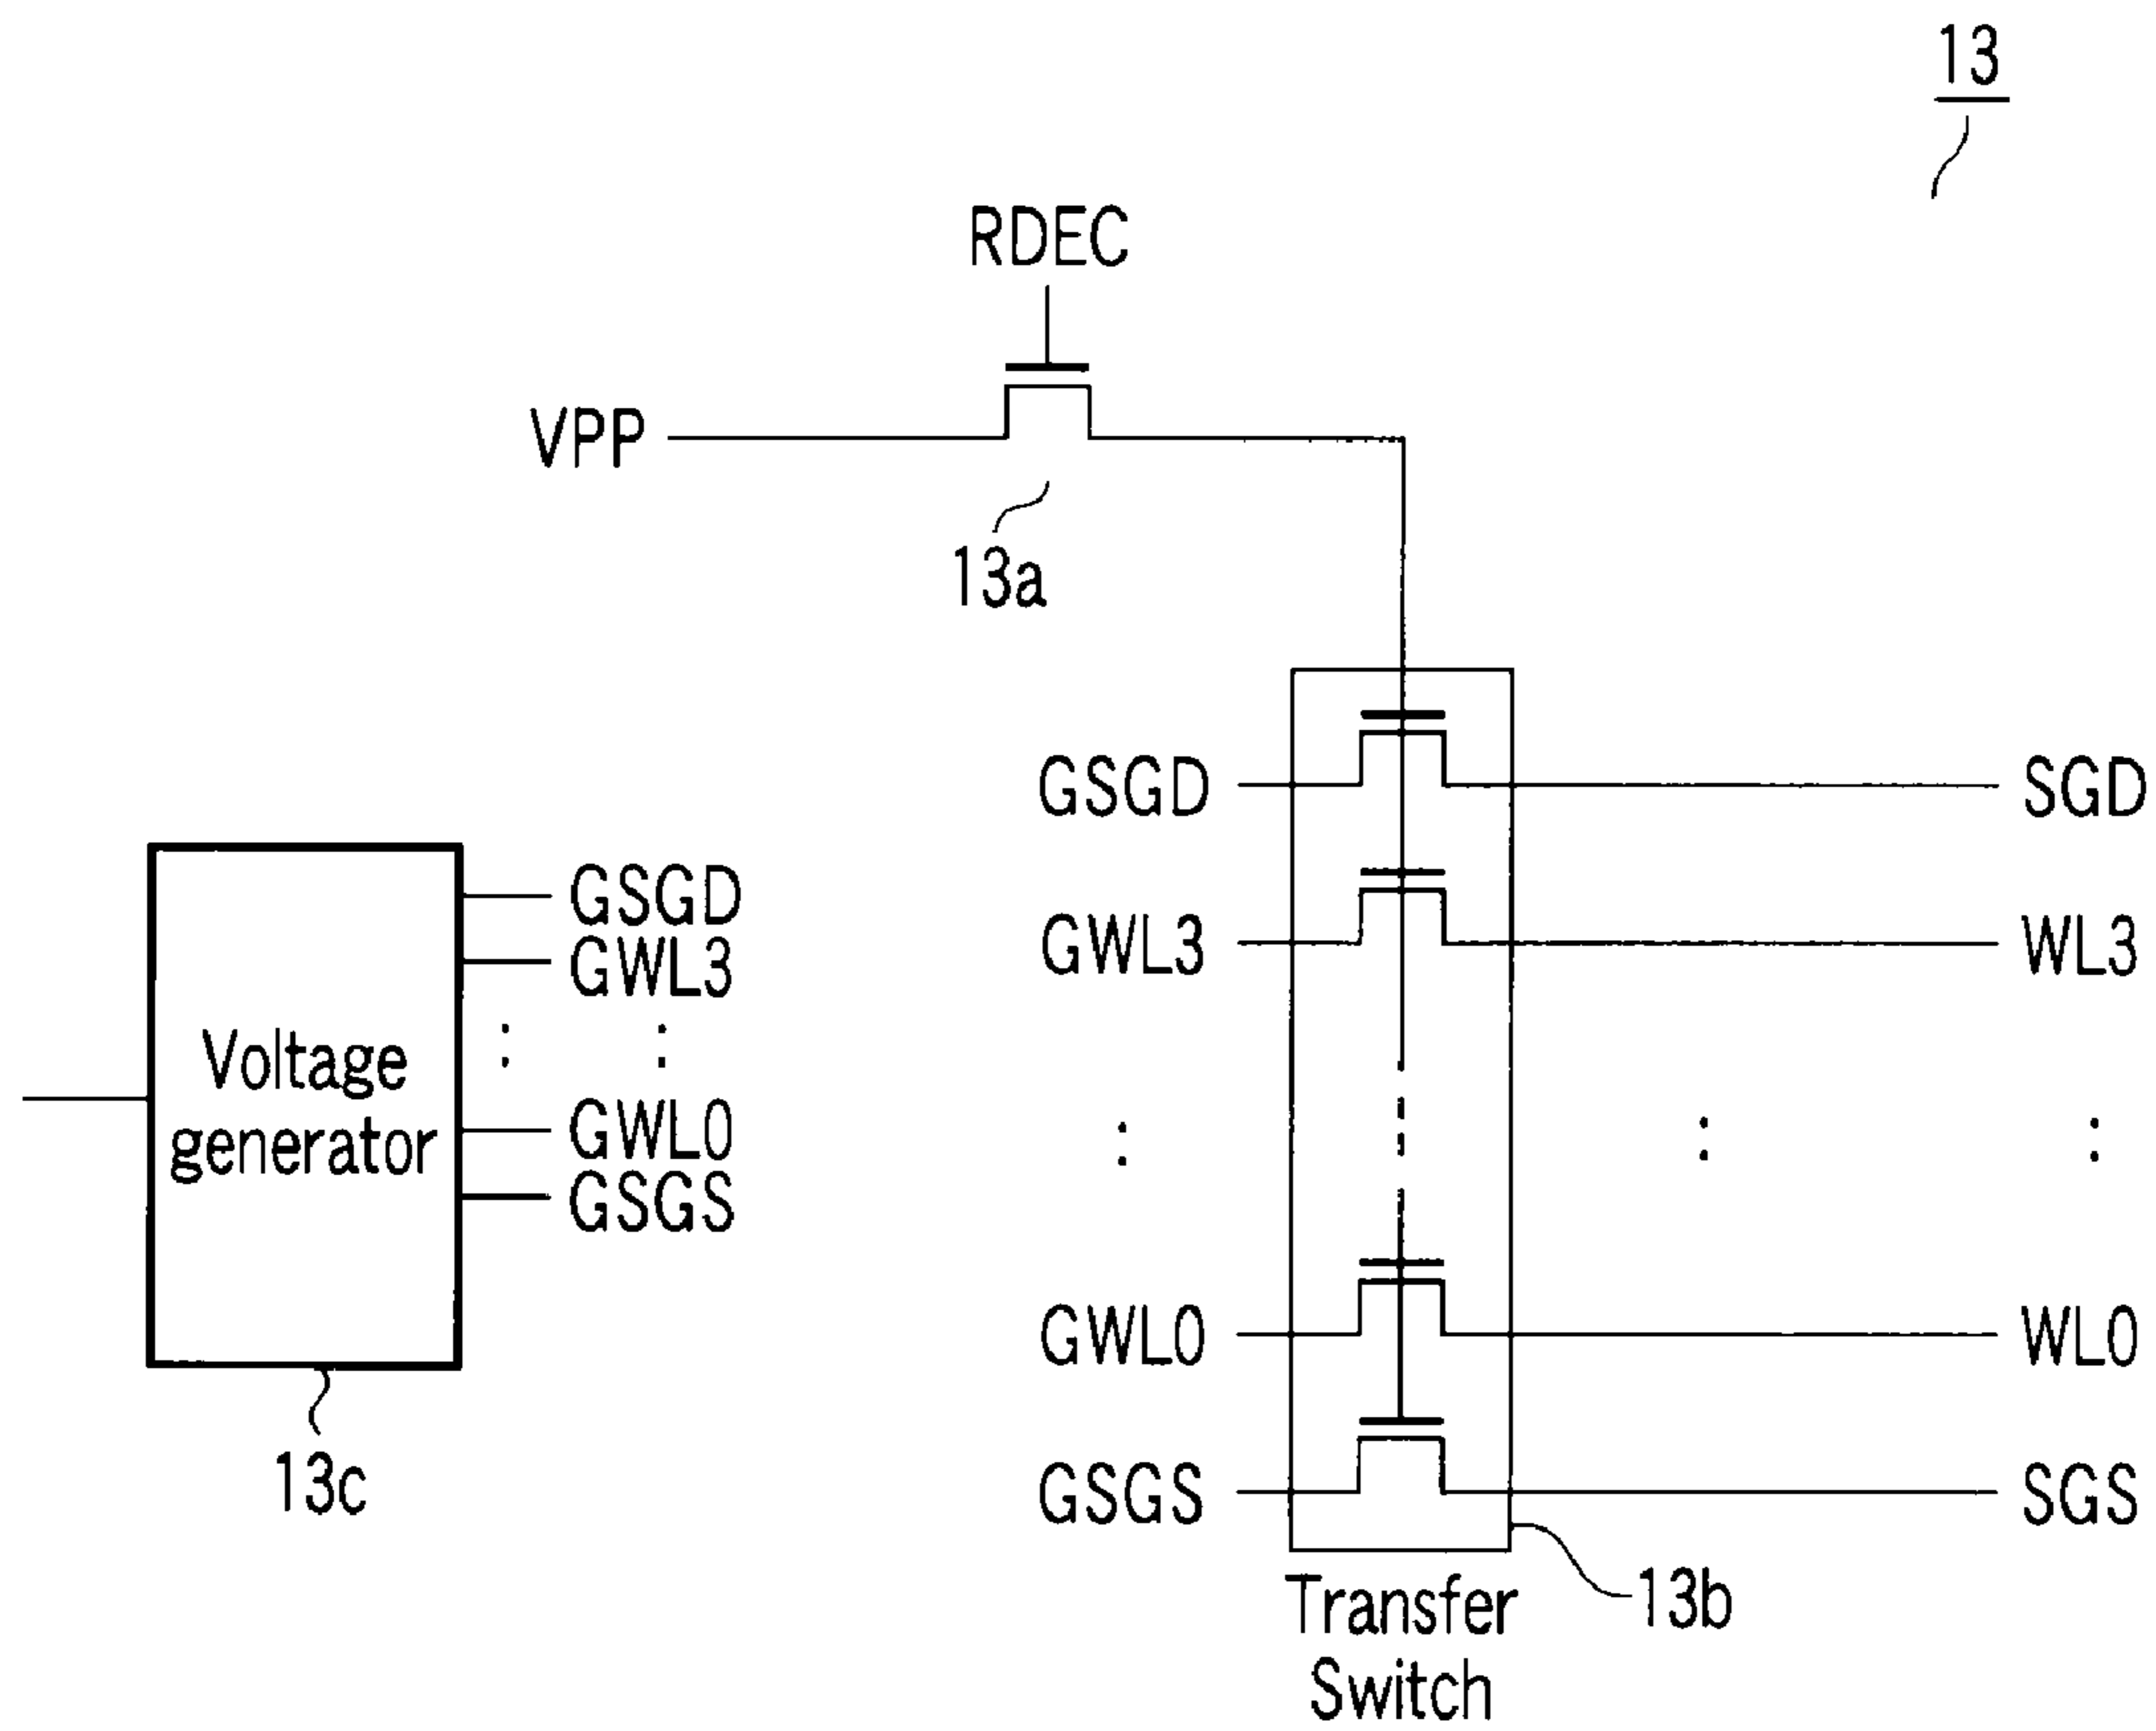 13
RDEC
VPP
13a
GSGD
SGD
GSGD
GWL3
WL3
GWL3
:
:
Voltage
generator
:
:
:
GWL0
GSGS
GWL0
WL0
GSGS
SGS
13c
13b
Transfer
Switch